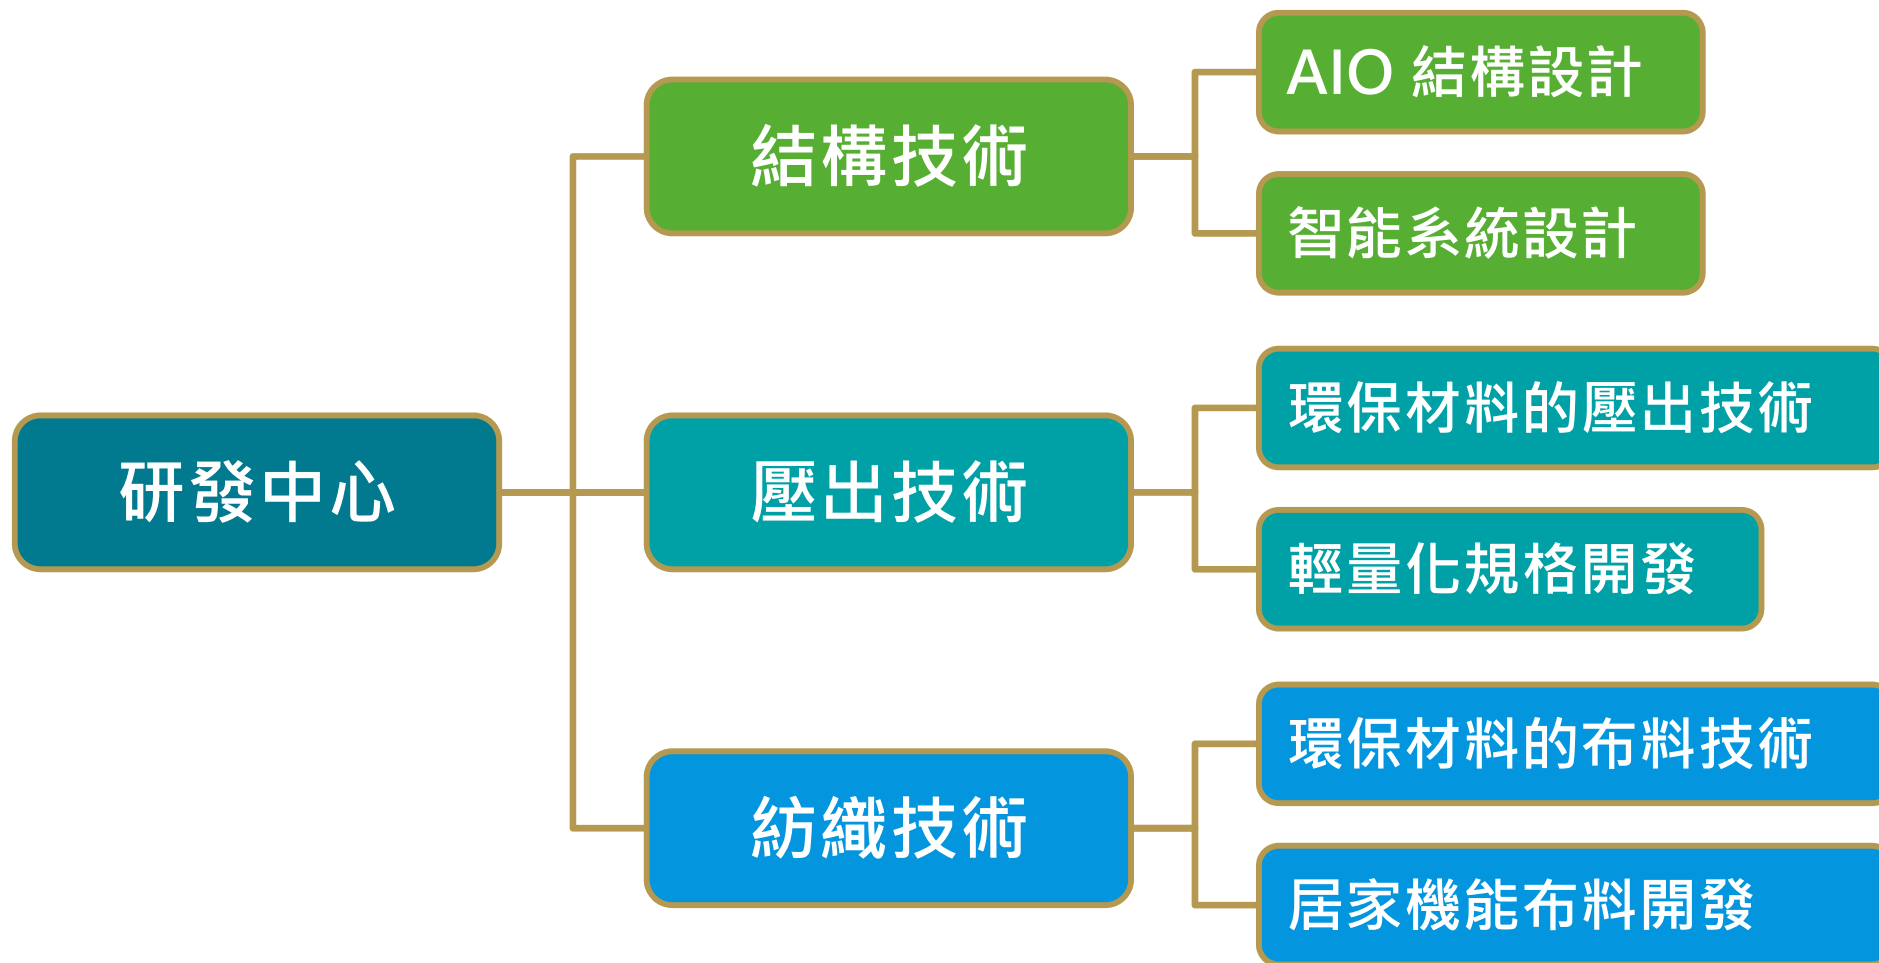 研發中心
結構技術
AIO 結構設計
智能系統設計
壓出技術
環保材料的壓出技術
輕量化規格開發
紡織技術
環保材料的布料技術
居家機能布料開發